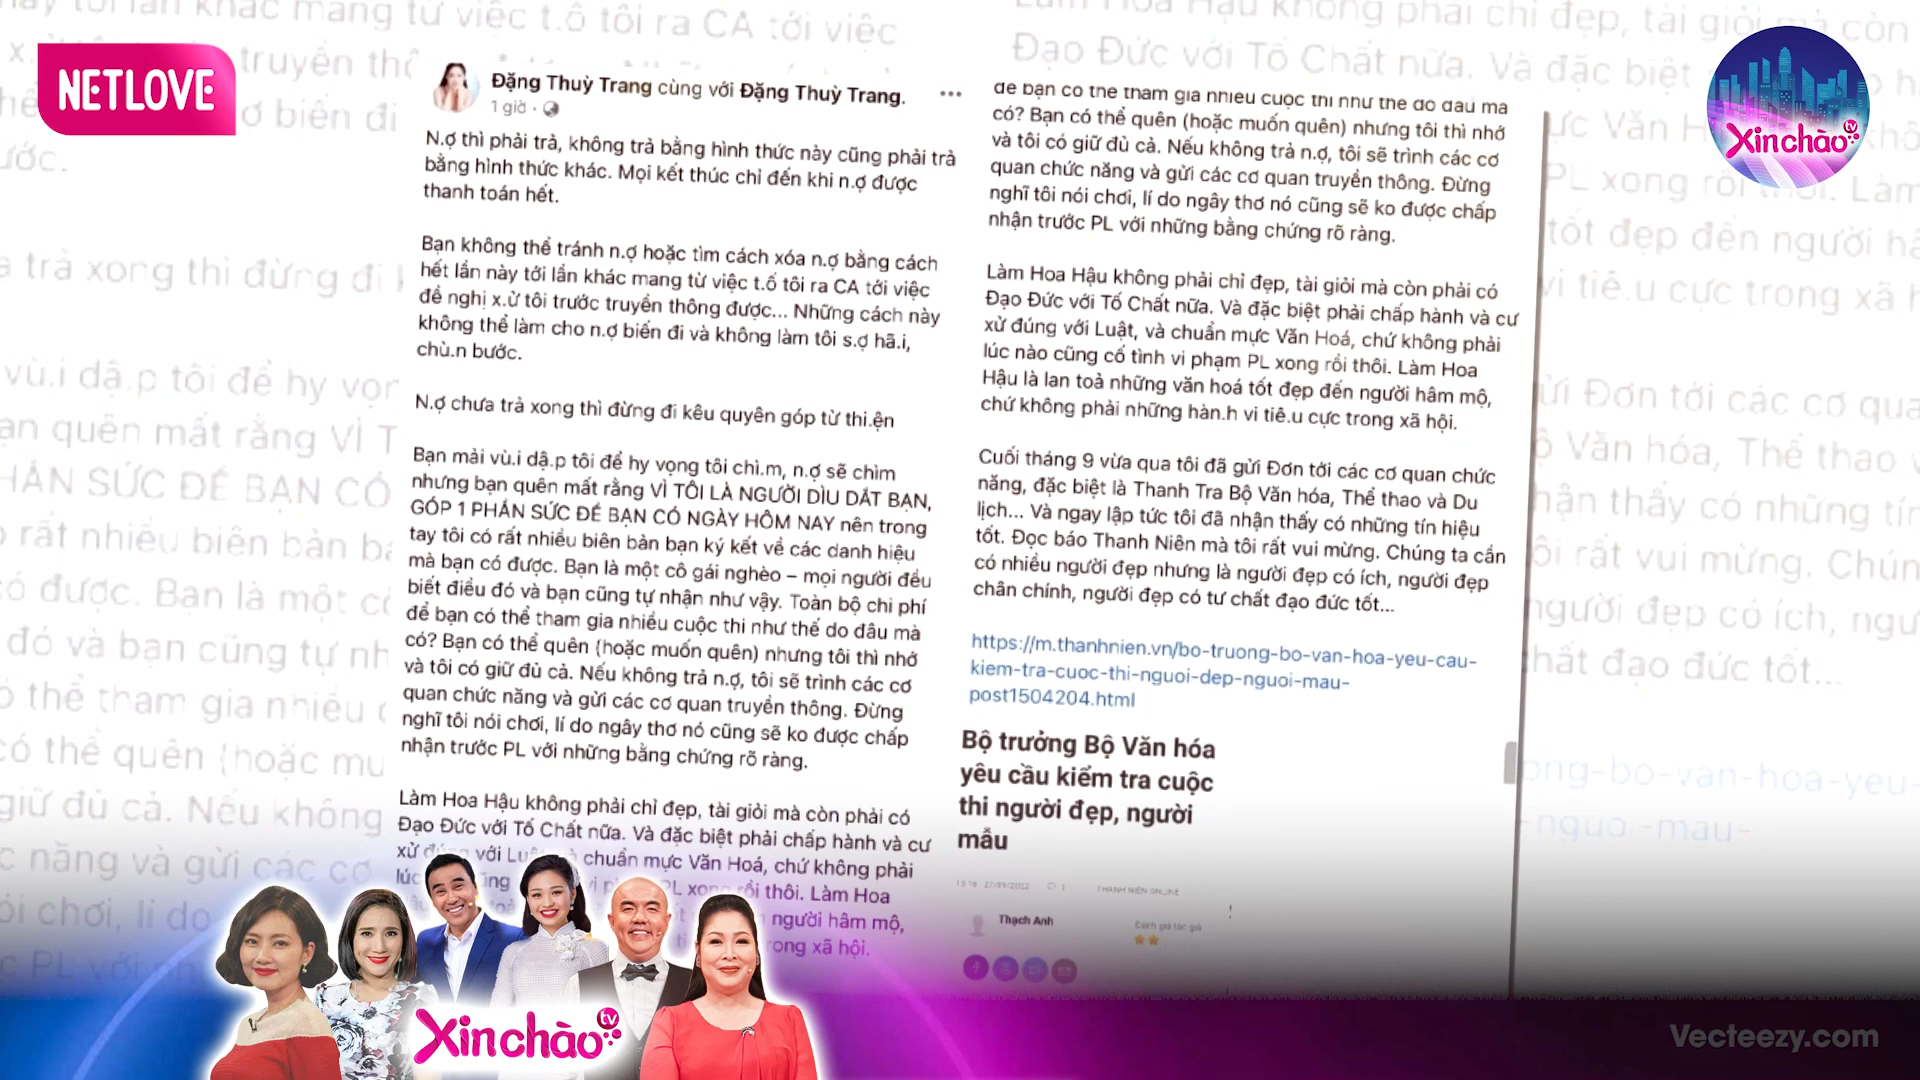 NETLOVE
Xinchào tv
Đặng Thuỳ Trang cùng với Đặng Thuỳ Trang.
1 giờ ·
N.ợ thì phải trả, không trả bằng hình thức này cũng phải trả
bằng hình thức khác. Mọi kết thúc chỉ đến khi n.ợ được
thanh toán hết.
Bạn không thể tránh n.ợ hoặc tìm cách xóa n.ợ bằng cách
hết lần này tới lần khác mang từ việc t.ố tôi ra CA tới việc
đề nghị x.ử tôi trước truyền thông được... Những cách này
không thể làm cho n.ợ biến đi và không làm tôi s.ợ hã.i,
chù.n bước.
N.ợ chưa trả xong thì đừng đi kêu quyên góp từ thi.ện
Bạn mải vù.i dậ.p tôi để hy vọng tôi chì.m, n.ợ sẽ chìm
nhưng bạn quên mất rằng VÌ TÔI LÀ NGƯỜI DÌU DẮT BẠN,
GÓP 1 PHẦN SỨC ĐỂ BẠN CÓ NGÀY HÔM NAY nên trong
tay tôi có rất nhiều biên bản bạn ký kết về các danh hiệu
mà bạn có được. Bạn là một cô gái nghèo – mọi người đều
biết điều đó và bạn cũng tự nhận như vậy. Toàn bộ chi phí
để bạn có thể tham gia nhiều cuộc thi như thế do đâu mà
có? Bạn có thể quên (hoặc muốn quên) nhưng tôi thì nhớ
và tôi có giữ đủ cả. Nếu không trả n.ợ, tôi sẽ trình các cơ
quan chức năng và gửi các cơ quan truyền thông. Đừng
nghĩ tôi nói chơi, lí do ngây thơ nó cũng sẽ ko được chấp
nhận trước PL với những bằng chứng rõ ràng.
Làm Hoa Hậu không phải chỉ đẹp, tài giỏi mà còn phải có
Đạo Đức với Tố Chất nữa. Và đặc biệt phải chấp hành và cư
xử đúng với Luật, và chuẩn mực Văn Hoá, chứ không phải
PL xong rồi thôi. Làm Hoa
người hâm mộ,
trong xã hội.
để bạn có thể tham gia nhiều cuộc thi như thế do đâu mà
có? Bạn có thể quên (hoặc muốn quên) nhưng tôi thì nhớ
và tôi có giữ đủ cả. Nếu không trả n.ợ, tôi sẽ trình các cơ
quan chức năng và gửi các cơ quan truyền thông. Đừng
nghĩ tôi nói chơi, lí do ngây thơ nó cũng sẽ ko được chấp
nhận trước PL với những bằng chứng rõ ràng.
Làm Hoa Hậu không phải chỉ đẹp, tài giỏi mà còn phải có
Đạo Đức với Tố Chất nữa. Và đặc biệt phải chấp hành và cư
xử đúng với Luật, và chuẩn mực Văn Hoá, chứ không phải
lúc nào cũng cố tình vi phạm PL xong rồi thôi. Làm Hoa
Hậu là lan toả những văn hoá tốt đẹp đến người hâm mộ,
chứ không phải những hàn.h vi tiê.u cực trong xã hội.
Cuối tháng 9 vừa qua tôi đã gửi Đơn tới các cơ quan chức
năng, đặc biệt là Thanh Tra Bộ Văn hóa, Thể thao và Du
lịch... Và ngay lập tức tôi đã nhận thấy có những tín hiệu
tốt. Đọc báo Thanh Niên mà tôi rất vui mừng. Chúng ta cần
có nhiều người đẹp nhưng là người đẹp có ích, người đẹp
chân chính, người đẹp có tư chất đạo đức tốt...
https://m.thanhnien.vn/bo-truong-bo-van-hoa-yeu-cau-
kiem-tra-cuoc-thi-nguoi-dep-nguoi-mau-
post1504204.html
Bộ trưởng Bộ Văn hóa
yêu cầu kiểm tra cuộc
thi người đẹp, người
mẫu
27/09/2022
THANH NIÊN ONLINE
Thạch Anh
Đánh giá tác giả
Xinchào tv
Vecteezy.com